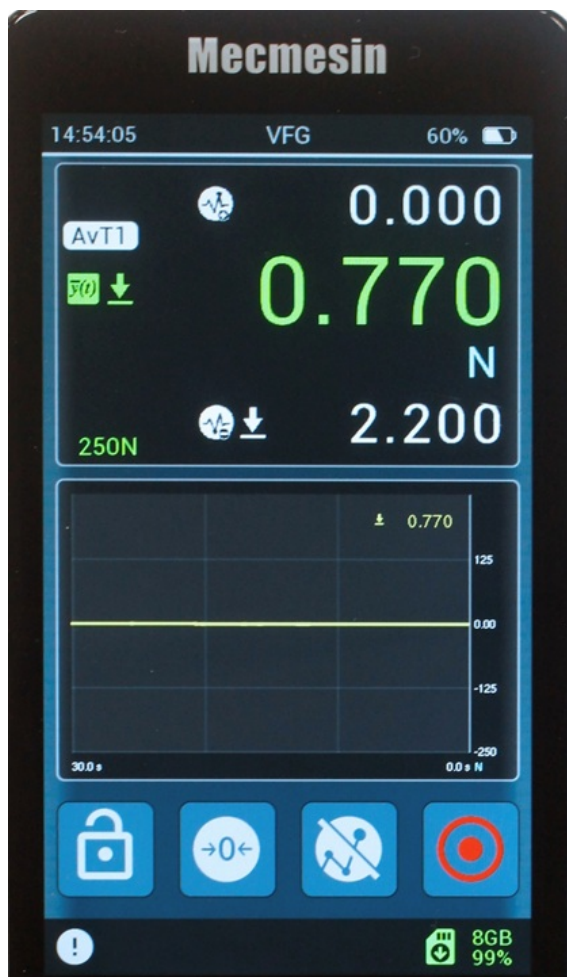 Mecmesin
14:54:05 VFG 60%
0.000
AvT1
y(t) 0.770
N
2.200
250N
0.770
125
0.00
-125
-250
30.0 s 0.0 s N
→0←
!
8GB
99%